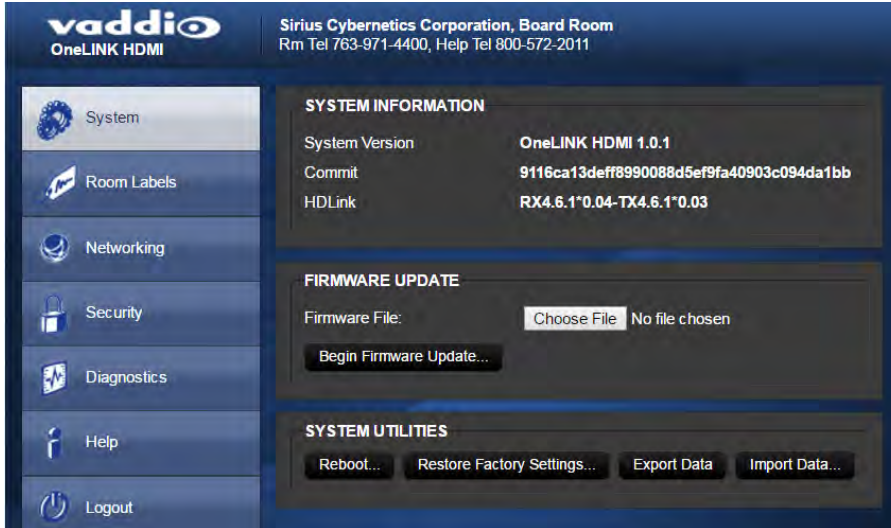 vaddio
OneLINK HDMI
Sirius Cybernetics Corporation, Board Room
Rm Tel 763-971-4400, Help Tel 800-572-2011
System
Room Labels
Networking
Security
Diagnostics
Help
Logout
SYSTEM INFORMATION
System Version OneLINK HDMI 1.0.1
Commit 9116ca13deff8990088d5ef9fa40903c094da1bb
HDLink RX4.6.1*0.04-TX4.6.1*0.03
FIRMWARE UPDATE
Firmware File: Choose File No file chosen
Begin Firmware Update...
SYSTEM UTILITIES
Reboot... Restore Factory Settings... Export Data Import Data...